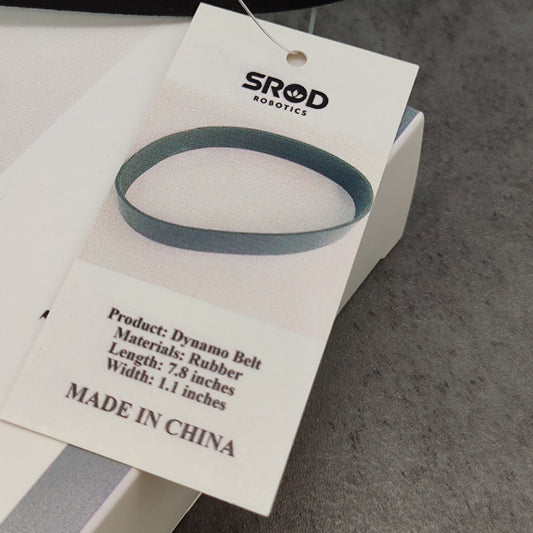 SROD
ROBOTICS
Product: Dynamo Belt
Materials: Rubber
Length: 7.8 inches
Width: 1.1 inches
MADE IN CHINA